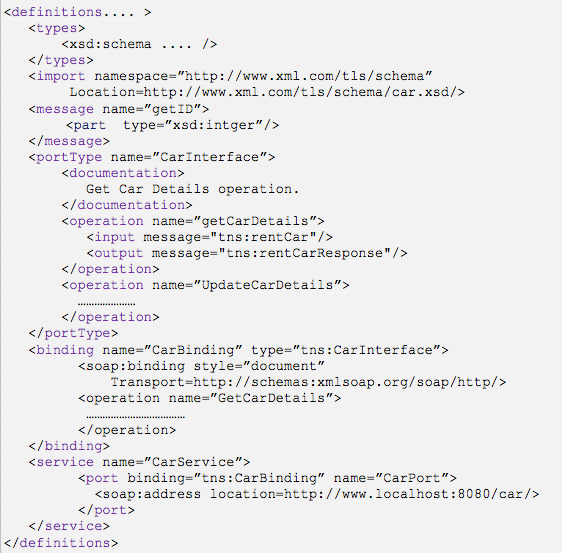 <definitions.... >
<types>
<xsd:schema .... />
</types>
<import namespace=”http://www.xml.com/tls/schema”
Location=http://www.xml.com/tls/schema/car.xsd/>
<message name=”getID”>
<part  type=”xsd:intger”/>
</message>
<portType name=”CarInterface”>
<documentation>
Get Car Details operation.
</documentation>
<operation name=”getCarDetails”>
<input message="tns:rentCar"/>
<output message="tns:rentCarResponse"/>
</operation>
<operation name=”UpdateCarDetails”>
…………………
</operation>
</portType>
<binding name=”CarBinding” type=”tns:CarInterface”>
<soap:binding style=”document”
Transport=http://schemas:xmlsoap.org/soap/http/>
<operation name=”GetCarDetails”>
………………………………
</operation>
</binding>
<service name=”CarService”>
<port binding=”tns:CarBinding” name=”CarPort”>
<soap:address location=http://www.localhost:8080/car/>
</port>
</service>
</definitions>